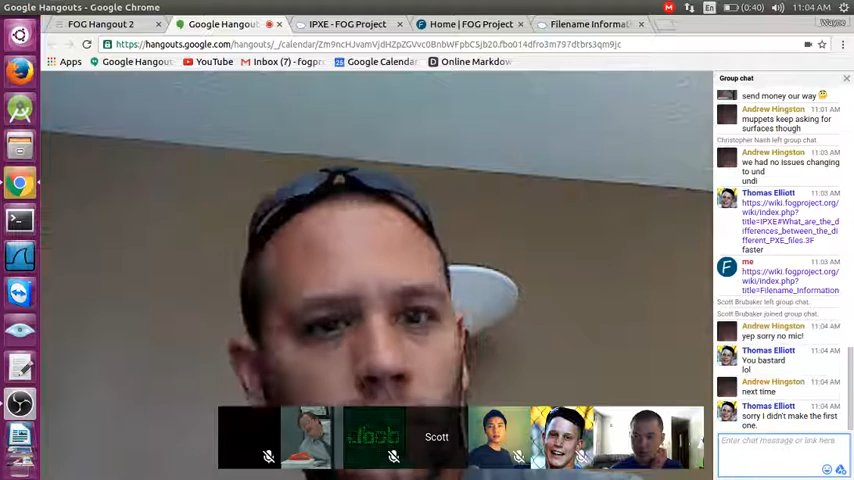 En (0:40) 11:04 AM
FOG Hangout 2
Google Hangou
IPXE - FOG Project
Home | FOG Project
Filename Informat
Wayne
https://hangouts.google.com/hangouts/_/calendar/
Apps Google Hangout YouTube Inbox (7) - fogpr Google Calendar Online Markdow
Group chat
send money our way
Andrew Hingston 11:01 AM
muppets keep asking for
surfaces though
Christopher Nash left group chat.
Andrew Hingston 11:03 AM
we had no issues changing
to und
undi
Thomas Elliott 11:03 AM
https://wiki.fogproject.org/
wiki/index.php?
title=IPXE#What_are_the_d
ifferences_between_the_di
fferent_PXE_files.3F
faster
me 11:03 AM
https://wiki.fogproject.org/
wiki/index.php?
title=Filename_Information
Scott Brubaker left group chat.
Scott Brubaker joined group chat.
Andrew Hingston 11:04 AM
yep sorry no mic!
Thomas Elliott 11:04 AM
You bastard
lol
Andrew Hingston 11:04 AM
next time
Thomas Elliott 11:04 AM
sorry I didn't make the first
one.
Enter chat message or link here
Scott